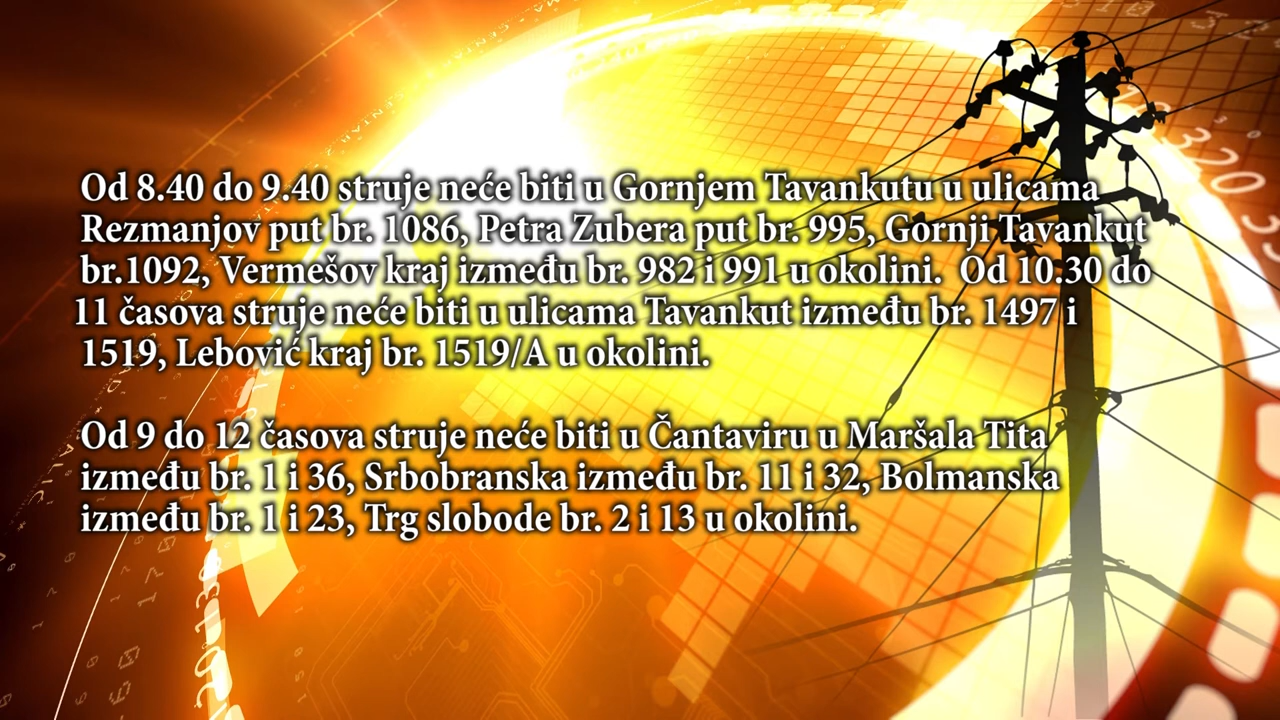 Od 8.40 do 9.40 struje neće biti u Gornjem Tavankutu u ulicama
Rezmanjov put br. 1086, Petra Zubera put br. 995, Gornji Tavankut
br.1092, Vermešov kraj između br. 982 i 991 u okolini.  Od 10.30 do
11 časova struje neće biti u ulicama Tavankut između br. 1497 i
1519, Lebović kraj br. 1519/A u okolini.
Od 9 do 12 časova struje neće biti u Čantaviru u Maršala Tita
između br. 1 i 36, Srbobranska između br. 11 i 32, Bolmanska
između br. 1 i 23, Trg slobode br. 2 i 13 u okolini.